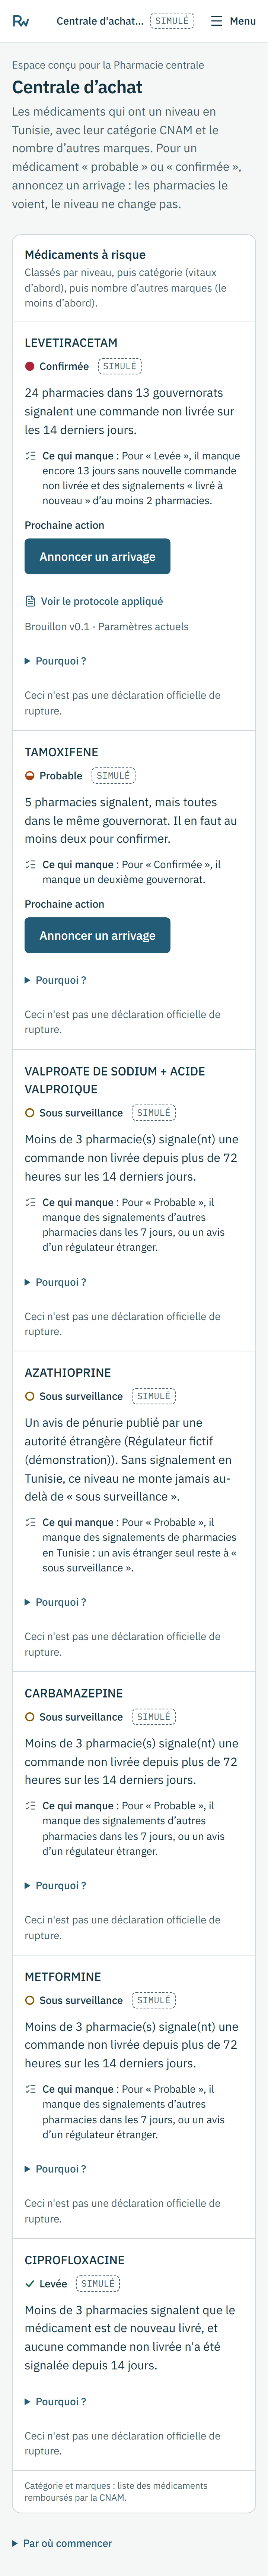 Rw Centrale d'achat... SIMULÉ Menu
Espace conçu pour la Pharmacie centrale
Centrale d’achat
Les médicaments qui ont un niveau en
Tunisie, avec leur catégorie CNAM et le
nombre d’autres marques. Pour un
médicament « probable » ou « confirmée »,
annoncez un arrivage : les pharmacies le
voient, le niveau ne change pas.
Médicaments à risque
Classés par niveau, puis catégorie (vitaux
d’abord), puis nombre d’autres marques (le
moins d’abord).
LEVETIRACETAM
Confirmée SIMULÉ
24 pharmacies dans 13 gouvernorats
signalent une commande non livrée sur
les 14 derniers jours.
Ce qui manque : Pour « Levée », il manque
encore 13 jours sans nouvelle commande
non livrée et des signalements « livré à
nouveau » d’au moins 2 pharmacies.
Prochaine action
Annoncer un arrivage
Voir le protocole appliqué
Brouillon v0.1 · Paramètres actuels
Pourquoi ?
Ceci n'est pas une déclaration officielle de
rupture.
TAMOXIFENE
Probable SIMULÉ
5 pharmacies signalent, mais toutes
dans le même gouvernorat. Il en faut au
moins deux pour confirmer.
Ce qui manque : Pour « Confirmée », il
manque un deuxième gouvernorat.
Prochaine action
Annoncer un arrivage
Pourquoi ?
Ceci n'est pas une déclaration officielle de
rupture.
VALPROATE DE SODIUM + ACIDE
VALPROIQUE
Sous surveillance SIMULÉ
Moins de 3 pharmacie(s) signale(nt) une
commande non livrée depuis plus de 72
heures sur les 14 derniers jours.
Ce qui manque : Pour « Probable », il
manque des signalements d’autres
pharmacies dans les 7 jours, ou un avis
d’un régulateur étranger.
Pourquoi ?
Ceci n'est pas une déclaration officielle de
rupture.
AZATHIOPRINE
Sous surveillance SIMULÉ
Un avis de pénurie publié par une
autorité étrangère (Régulateur fictif
(démonstration)). Sans signalement en
Tunisie, ce niveau ne monte jamais au-
delà de « sous surveillance ».
Ce qui manque : Pour « Probable », il
manque des signalements de pharmacies
en Tunisie : un avis étranger seul reste à «
sous surveillance ».
Pourquoi ?
Ceci n'est pas une déclaration officielle de
rupture.
CARBAMAZEPINE
Sous surveillance SIMULÉ
Moins de 3 pharmacie(s) signale(nt) une
commande non livrée depuis plus de 72
heures sur les 14 derniers jours.
Ce qui manque : Pour « Probable », il
manque des signalements d’autres
pharmacies dans les 7 jours, ou un avis
d’un régulateur étranger.
Pourquoi ?
Ceci n'est pas une déclaration officielle de
rupture.
METFORMINE
Sous surveillance SIMULÉ
Moins de 3 pharmacie(s) signale(nt) une
commande non livrée depuis plus de 72
heures sur les 14 derniers jours.
Ce qui manque : Pour « Probable », il
manque des signalements d’autres
pharmacies dans les 7 jours, ou un avis
d’un régulateur étranger.
Pourquoi ?
Ceci n'est pas une déclaration officielle de
rupture.
CIPROFLOXACINE
Levée SIMULÉ
Moins de 3 pharmacies signalent que le
médicament est de nouveau livré, et
aucune commande non livrée n'a été
signalée depuis 14 jours.
Pourquoi ?
Ceci n'est pas une déclaration officielle de
rupture.
Catégorie et marques : liste des médicaments
remboursés par la CNAM.
Par où commencer